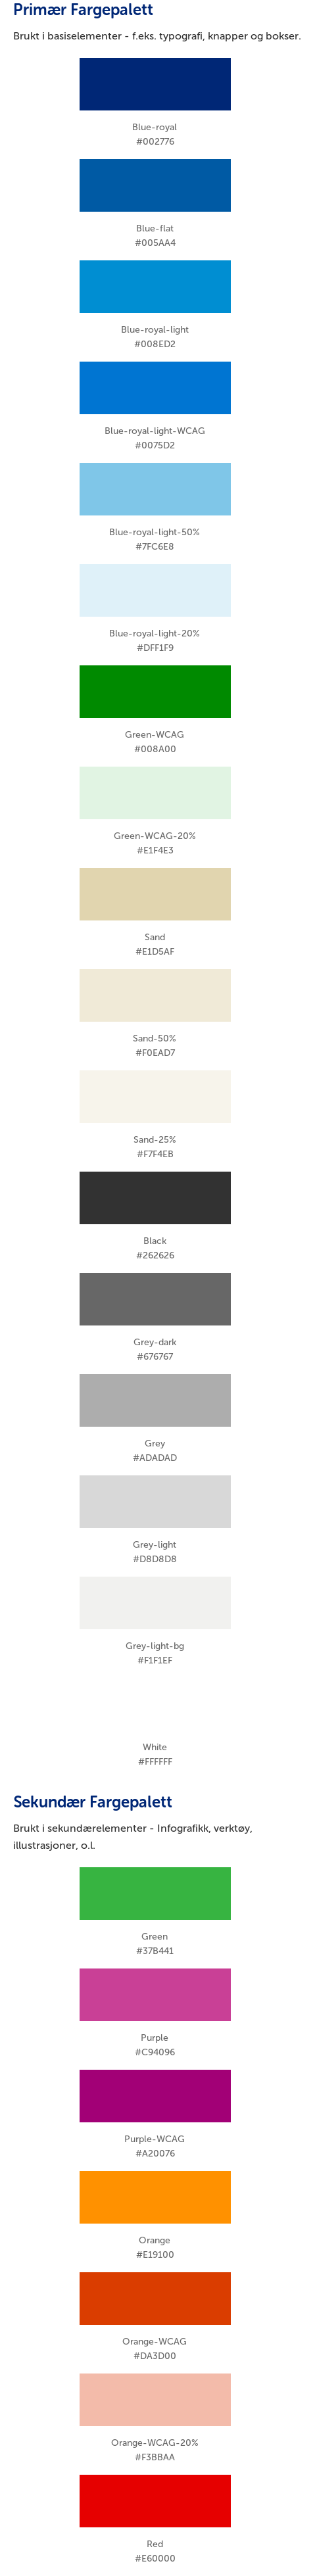 Primær Fargepalett
Brukt i basiselementer - f.eks. typografi, knapper og bokser.
Blue-royal
#002776
Blue-flat
#005AA4
Blue-royal-light
#008ED2
Blue-royal-light-WCAG
#0075D2
Blue-royal-light-50%
#7FC6E8
Blue-royal-light-20%
#DFF1F9
Green-WCAG
#008A00
Green-WCAG-20%
#E1F4E3
Sand
#E1D5AF
Sand-50%
#F0EAD7
Sand-25%
#F7F4EB
Black
#262626
Grey-dark
#676767
Grey
#ADADAD
Grey-light
#D8D8D8
Grey-light-bg
#F1F1EF
White
#FFFFFF
Sekundær Fargepalett
Brukt i sekundærelementer - Infografikk, verktøy,
illustrasjoner, o.l.
Green
#37B441
Purple
#C94096
Purple-WCAG
#A20076
Orange
#E19100
Orange-WCAG
#DA3D00
Orange-WCAG-20%
#F3BBAA
Red
#E60000